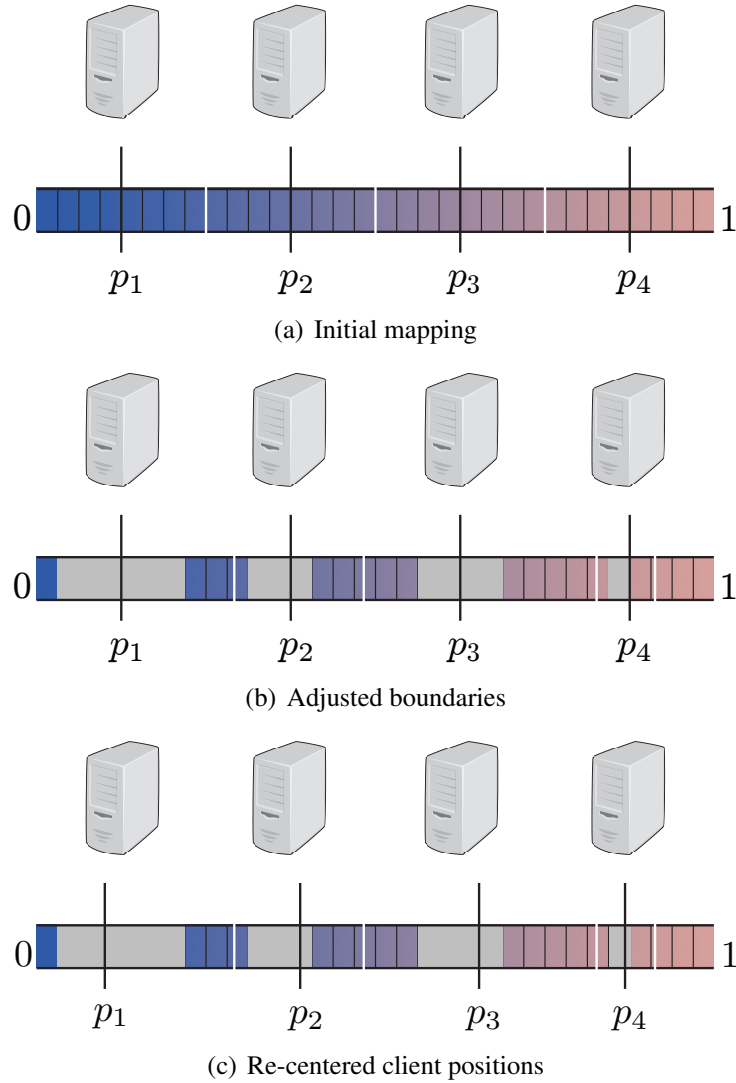 0 1
p1 p2 p3 p4
(a) Initial mapping
0 1
p1 p2 p3 p4
(b) Adjusted boundaries
0 1
p1 p2 p3 p4
(c) Re-centered client positions